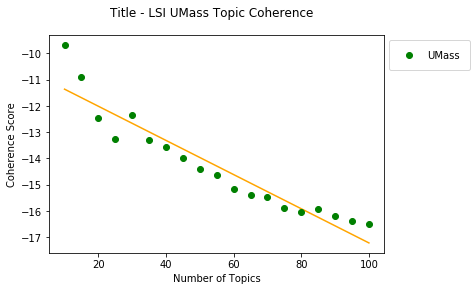 Title - LSI UMass Topic Coherence
UMass
−10
−11
−12
−13
−14
−15
−16
−17
Coherence Score
20 40 60 80 100
Number of Topics